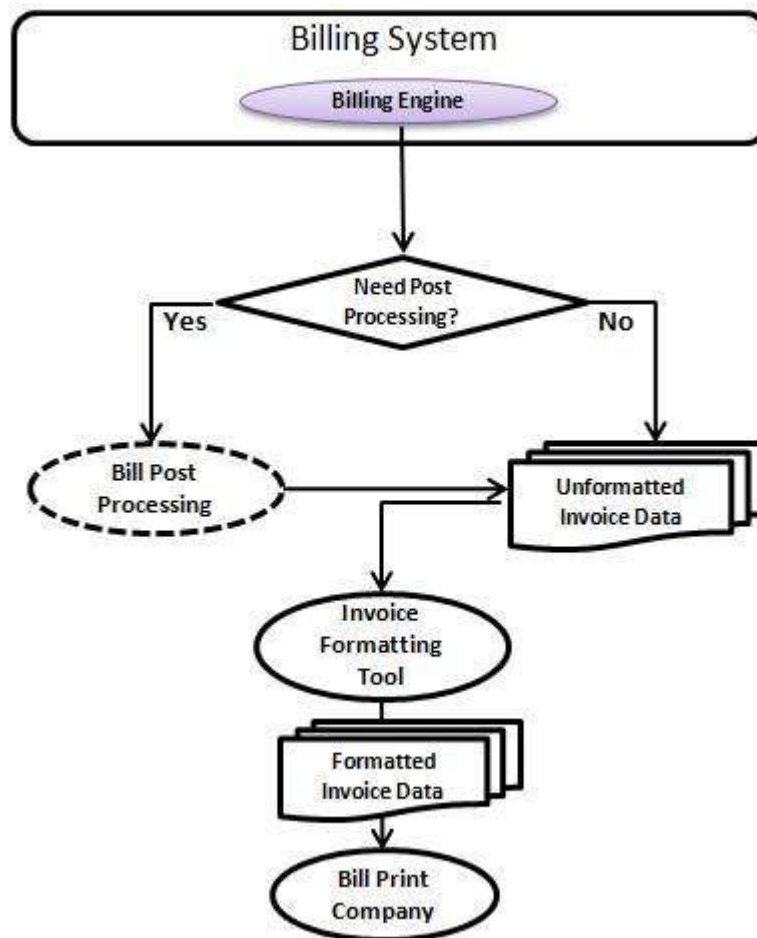 Billing System
Billing Engine
Need Post
Processing?
Yes
No
Bill Post
Processing
Unformatted
Invoice Data
Invoice
Formatting
Tool
Formatted
Invoice Data
Bill Print
Company